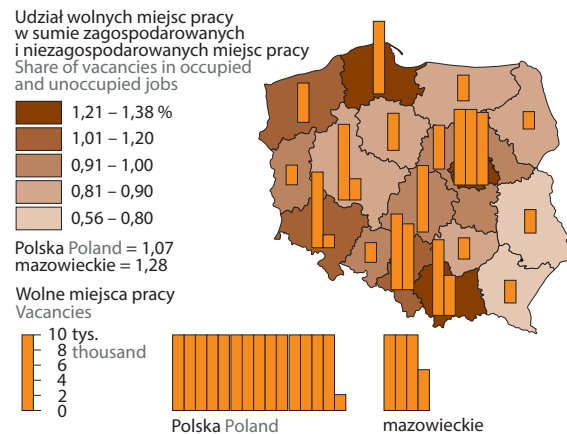 Udział wolnych miejsc pracy
w sumie zagospodarowanych
i niezagospodarowanych miejsc pracy
Share of vacancies in occupied
and unoccupied jobs
1,21 – 1,38 %
1,01 – 1,20
0,91 – 1,00
0,81 – 0,90
0,56 – 0,80
Polska Poland = 1,07
mazowieckie = 1,28
Wolne miejsca pracy
Vacancies
10 tys.
8 thousand
6
4
2
0
Polska Poland
mazowieckie